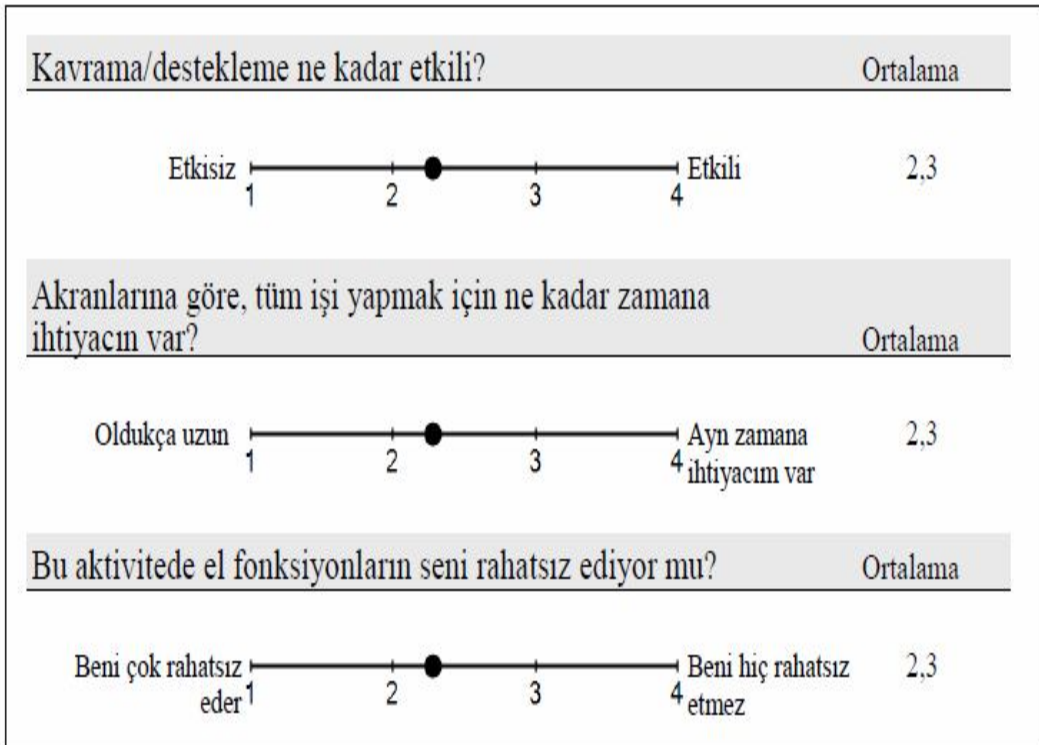 Kavrama/destekleme ne kadar etkili? Ortalama
Etkisiz 1 2 3 4 Etkili 2,3
Akranlarına göre, tüm işi yapmak için ne kadar zamana
ihtiyacın var? Ortalama
Oldukça uzun 1 2 3 4 Ayn zamana
ihtiyacım var 2,3
Bu aktivitede el fonksiyonların seni rahatsız ediyor mu? Ortalama
Beni çok rahatsız
eder 1 2 3 4 Beni hiç rahatsız
etmez 2,3